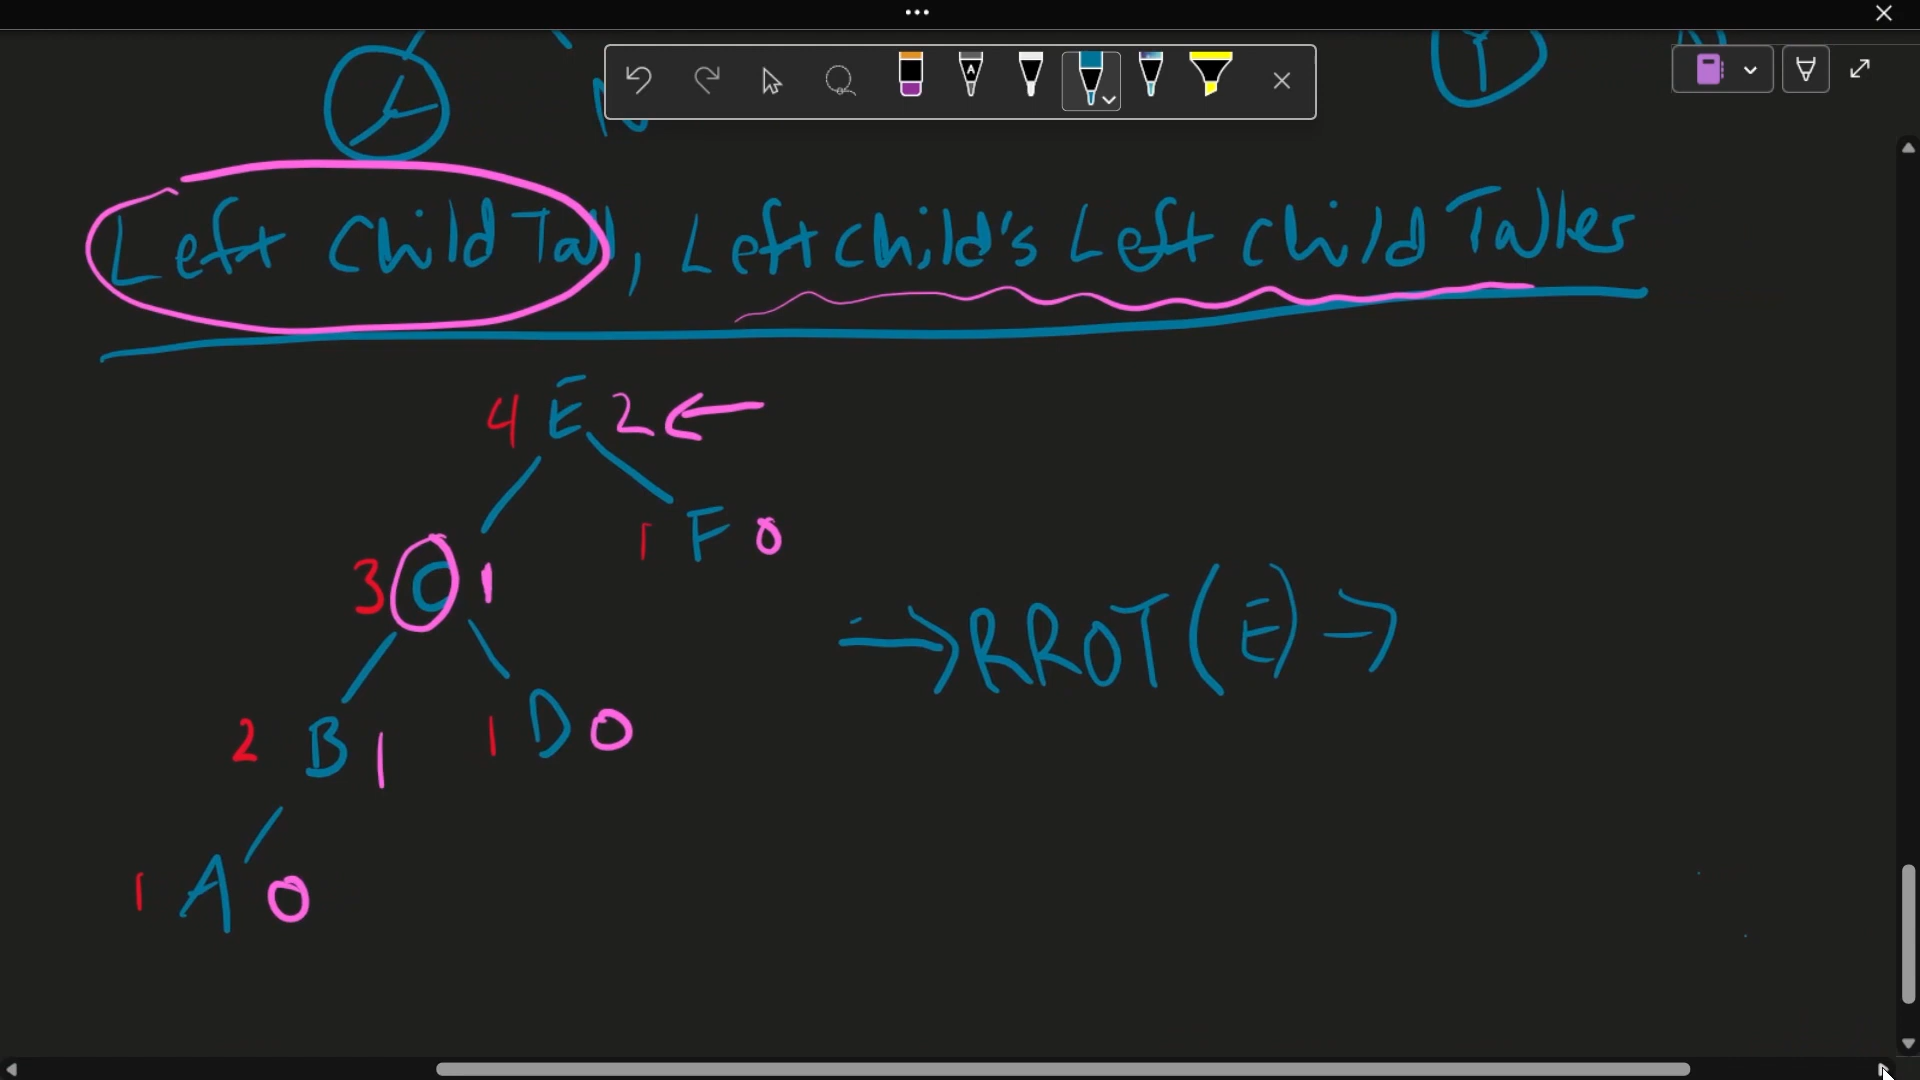 Left Child Tall, Left Child's Left Child Taller
4 E 2 ←
1 F 0
3 C 1
→ RROT(E) →
2 B 1
1 D 0
1 A 0